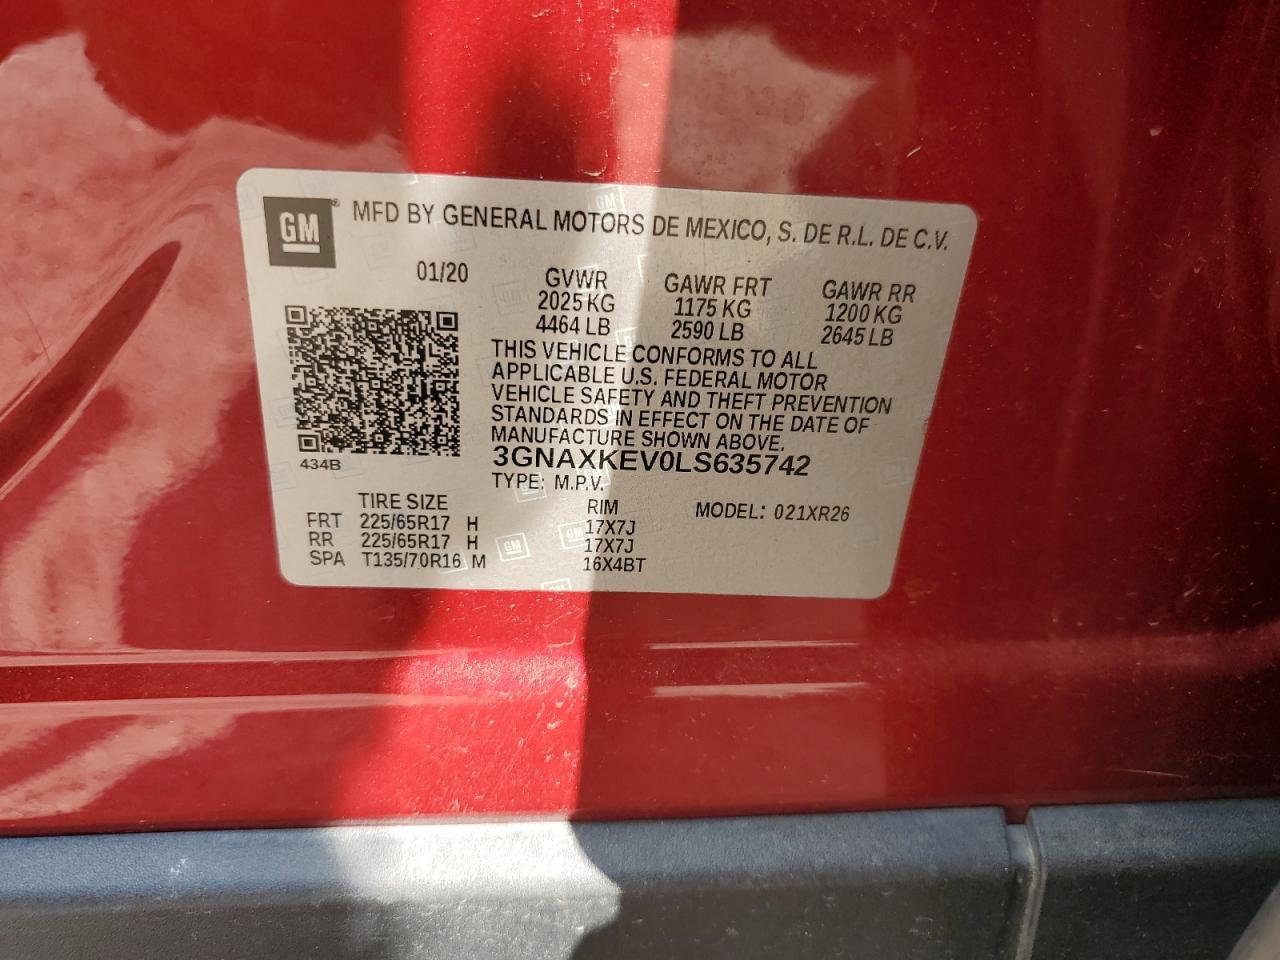 GM® MFD BY GENERAL MOTORS DE MEXICO, S. DE R.L. DE C.V.
01/20 GVWR GAWR FRT GAWR RR
2025 KG 1175 KG 1200 KG
4464 LB 2590 LB 2645 LB
THIS VEHICLE CONFORMS TO ALL
APPLICABLE U.S. FEDERAL MOTOR
VEHICLE SAFETY AND THEFT PREVENTION
STANDARDS IN EFFECT ON THE DATE OF
MANUFACTURE SHOWN ABOVE.
434B 3GNAXKEV0LS635742
TYPE: M.P.V.
TIRE SIZE RIM MODEL: 021XR26
FRT 225/65R17 H 17X7J
RR 225/65R17 H 17X7J
SPA T135/70R16 M 16X4BT